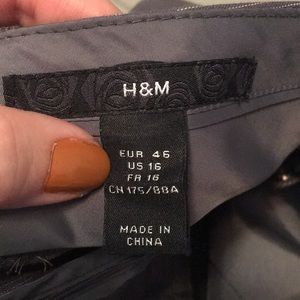 H&M
EUR 46
US 16
FR 16
CN 175/88A
MADE IN
CHINA